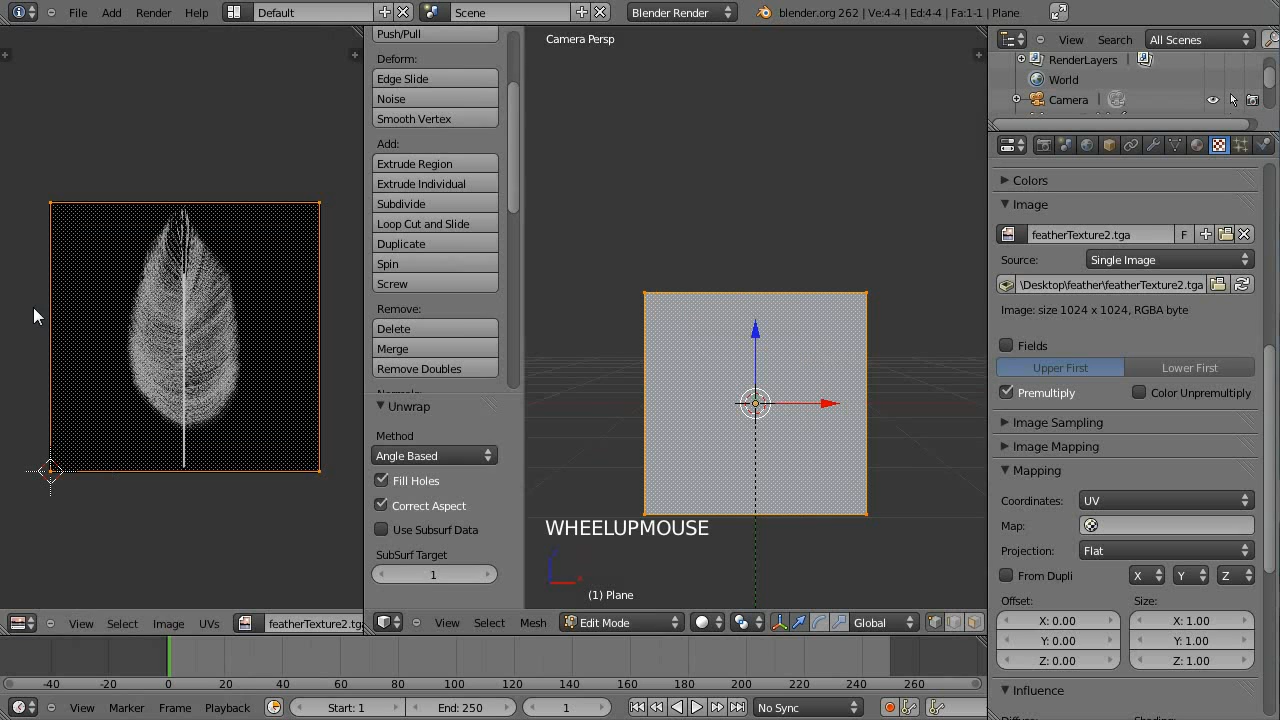 File Add Render Help Default Scene Blender Render blender.org 262 | Ve:4-4 | Ed:4-4 | Fa:1-1 | Plane
View Search All Scenes
RenderLayers |
World
Camera |
Push/Pull
Deform:
Edge Slide
Noise
Smooth Vertex
Add:
Extrude Region
Extrude Individual
Subdivide
Loop Cut and Slide
Duplicate
Spin
Screw
Remove:
Delete
Merge
Remove Doubles
Unwrap
Method
Angle Based
Fill Holes
Correct Aspect
Use Subsurf Data
SubSurf Target
1
Camera Persp
WHEELUPMOUSE
(1) Plane
Colors
Image
featherTexture2.tga F
Source: Single Image
\Desktop\feather\featherTexture2.tga
Image: size 1024 x 1024, RGBA byte
Fields
Upper First Lower First
Premultiply Color Unpremultiply
Image Sampling
Image Mapping
Mapping
Coordinates: UV
Map:
Projection: Flat
From Dupli X Y Z
Offset: Size:
X: 0.00 X: 1.00
Y: 0.00 Y: 1.00
Z: 0.00 Z: 1.00
Influence
View Select Image UVs featherTexture2.tga
View Select Mesh Edit Mode Global
-40 -20 0 20 40 60 80 100 120 140 160 180 200 220 240 260
View Marker Frame Playback Start: 1 End: 250 1 No Sync